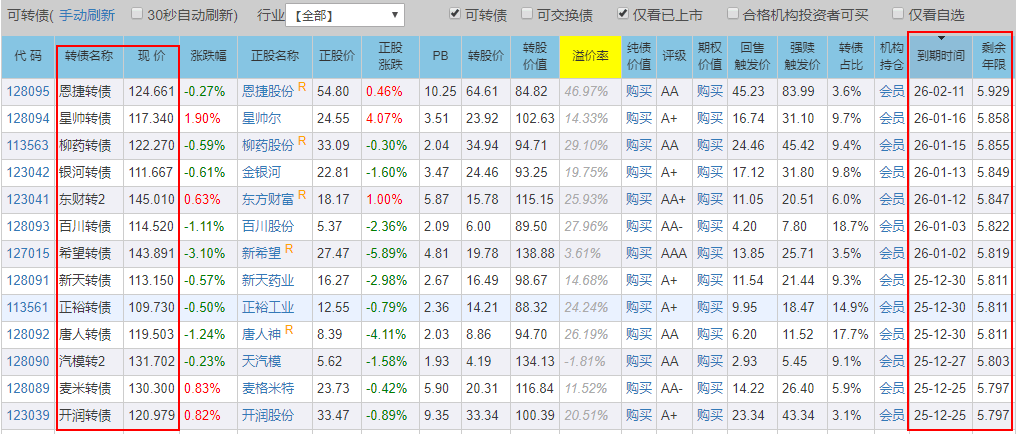 可转债( 手动刷新 30秒自动刷新) 行业 【全部】 可转债 可交换债 仅看已上市 合格机构投资者可买 仅看自选
代 码 转债名称 现 价 涨跌幅 正股名称 正股价 正股涨跌 PB 转股价 转股价值 溢价率 纯债价值 评级 期权价值 回售触发价 强赎触发价 转债占比 机构持仓 到期时间 剩余年限
128095 恩捷转债 124.661 -0.27% 恩捷股份 R 54.80 0.46% 10.25 64.61 84.82 46.97% 购买 AA 购买 45.23 83.99 3.6% 会员 26-02-11 5.929
128094 星帅转债 117.340 1.90% 星帅尔 24.55 4.07% 3.51 23.92 102.63 14.33% 购买 A+ 购买 16.74 31.10 9.7% 会员 26-01-16 5.858
113563 柳药转债 122.270 -0.59% 柳药股份 R 33.09 -0.30% 2.04 34.94 94.71 29.10% 购买 AA 购买 24.46 45.42 9.4% 会员 26-01-15 5.855
123042 银河转债 111.667 -0.61% 金银河 22.81 -1.60% 3.47 24.46 93.25 19.75% 购买 A+ 购买 17.12 31.80 9.8% 会员 26-01-13 5.849
123041 东财转2 145.010 0.63% 东方财富 R 18.17 1.00% 5.87 15.78 115.15 25.93% 购买 AA+ 购买 11.05 20.51 6.0% 会员 26-01-12 5.847
128093 百川转债 114.520 -1.11% 百川股份 5.37 -2.36% 2.09 6.00 89.50 27.96% 购买 AA- 购买 4.20 7.80 18.7% 会员 26-01-03 5.822
127015 希望转债 143.891 -3.10% 新希望 R 27.47 -5.89% 4.81 19.78 138.88 3.61% 购买 AAA 购买 13.85 25.71 3.5% 会员 26-01-02 5.819
128091 新天转债 113.150 -0.57% 新天药业 16.27 -2.98% 2.67 16.49 98.67 14.68% 购买 A+ 购买 11.54 21.44 9.3% 会员 25-12-30 5.811
113561 正裕转债 109.730 -0.50% 正裕工业 12.55 -0.79% 2.36 14.21 88.32 24.24% 购买 A+ 购买 9.95 18.47 14.9% 会员 25-12-30 5.811
128092 唐人转债 119.503 -1.24% 唐人神 R 8.39 -4.11% 2.03 8.86 94.70 26.19% 购买 AA 购买 6.20 11.52 17.7% 会员 25-12-30 5.811
128090 汽模转2 131.702 -0.23% 天汽模 5.62 -1.58% 1.93 4.19 134.13 -1.81% 购买 AA 购买 2.93 5.45 9.1% 会员 25-12-27 5.803
128089 麦米转债 130.300 0.83% 麦格米特 23.73 -0.42% 5.90 20.31 116.84 11.52% 购买 AA- 购买 14.22 26.40 5.9% 会员 25-12-25 5.797
123039 开润转债 120.979 0.82% 开润股份 33.47 -0.89% 9.35 33.34 100.39 20.51% 购买 A+ 购买 23.34 43.34 3.1% 会员 25-12-25 5.797